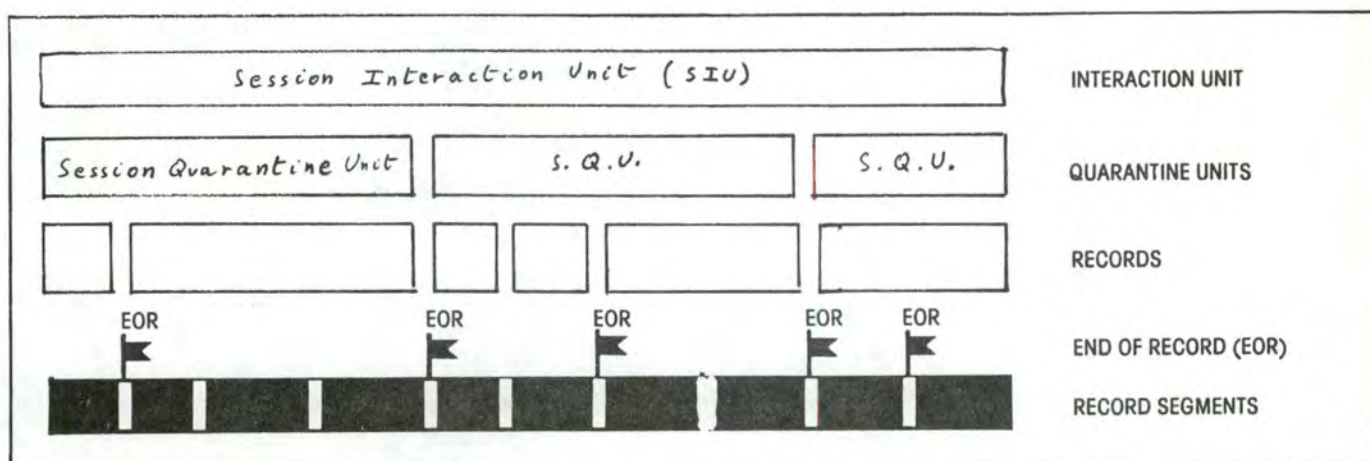 Session Interaction Unit (SIU)
INTERACTION UNIT
Session Quarantine Unit
S. Q. U.
S. Q. U.
QUARANTINE UNITS
RECORDS
EOR
EOR
EOR
EOR
EOR
END OF RECORD (EOR)
RECORD SEGMENTS